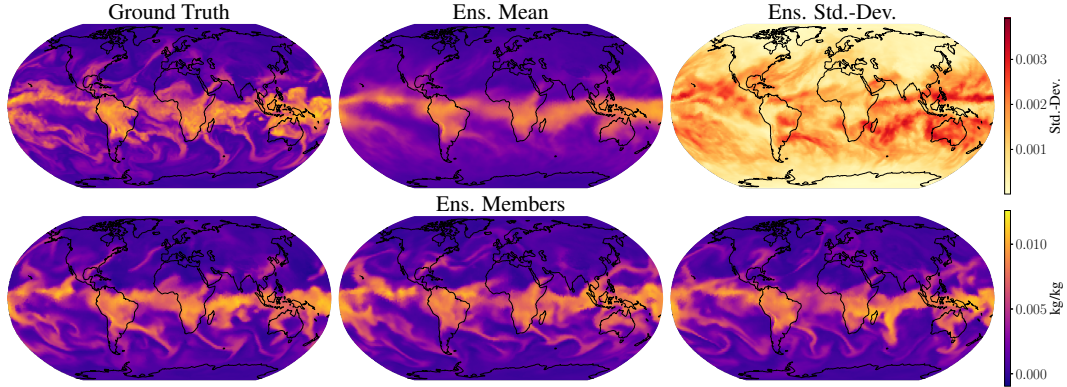 Ground Truth
Ens. Mean
Ens. Std.-Dev.
0.003
0.002
0.001
Std.-Dev.
Ens. Members
0.010
0.005
0.000
kg/kg